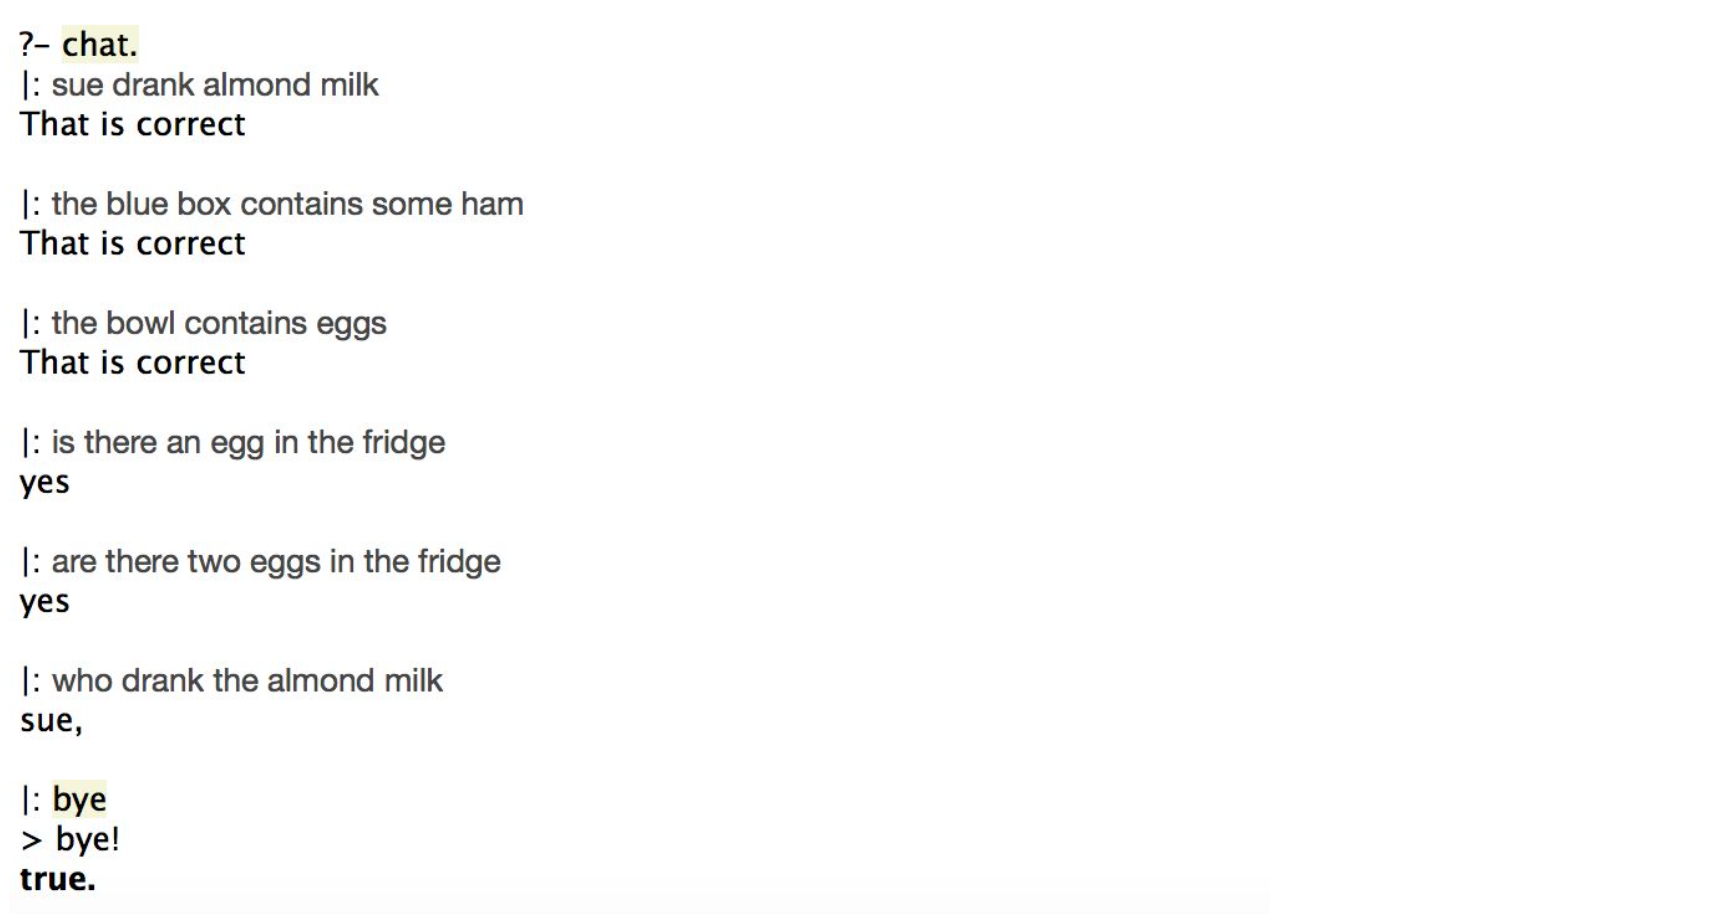 ?- chat.
|: sue drank almond milk
That is correct
|: the blue box contains some ham
That is correct
|: the bowl contains eggs
That is correct
|: is there an egg in the fridge
yes
|: are there two eggs in the fridge
yes
|: who drank the almond milk
sue,
|: bye
> bye!
true.